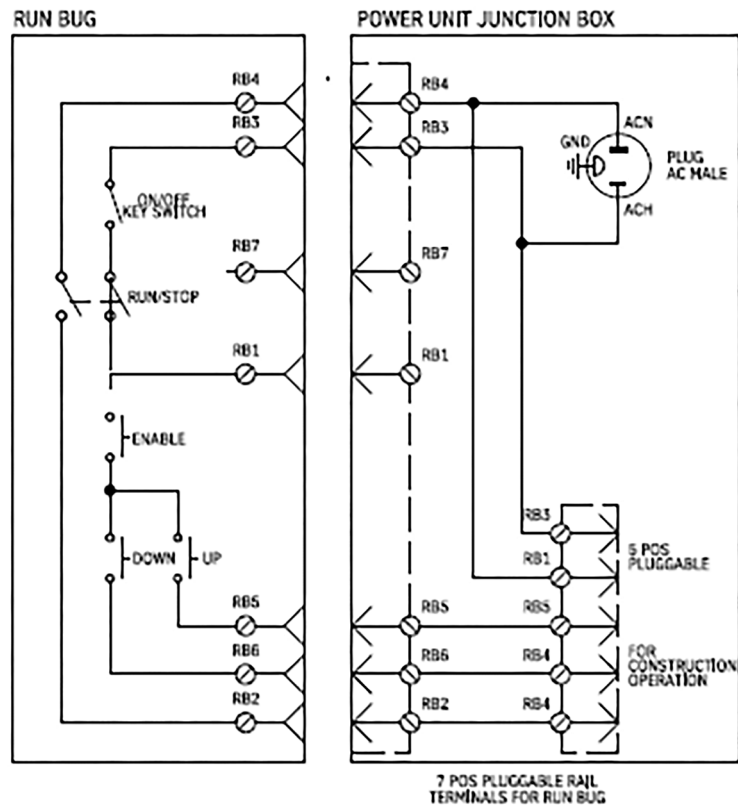 RUN BUG
POWER UNIT JUNCTION BOX
RB4
RB3
ON/OFF
KEY SWITCH
RB7
RUN/STOP
RB1
ENABLE
DOWN
UP
RB5
RB6
RB2
RB4
RB3
ACN
GND
PLUG
AC MALE
ACH
RB7
RB1
RB3
RB1
5 POS
PLUGGABLE
RB5
RB5
RB6
RB4
FOR
CONSTRUCTION
OPERATION
RB2
RB4
7 POS PLUGGABLE RAIL
TERMINALS FOR RUN BUG